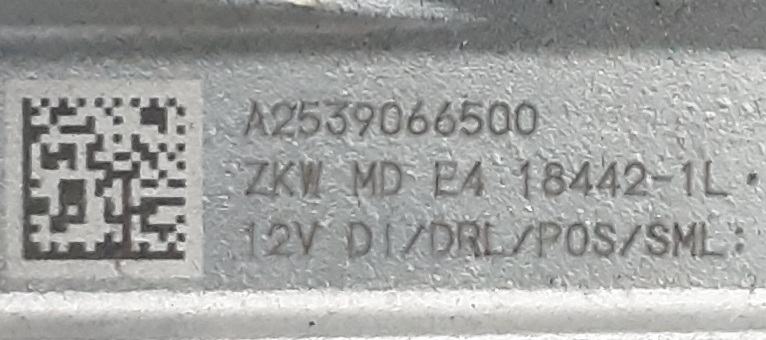 A2539066500
ZKW MD E4 18442-1L
12V DI/DRL/POS/SML